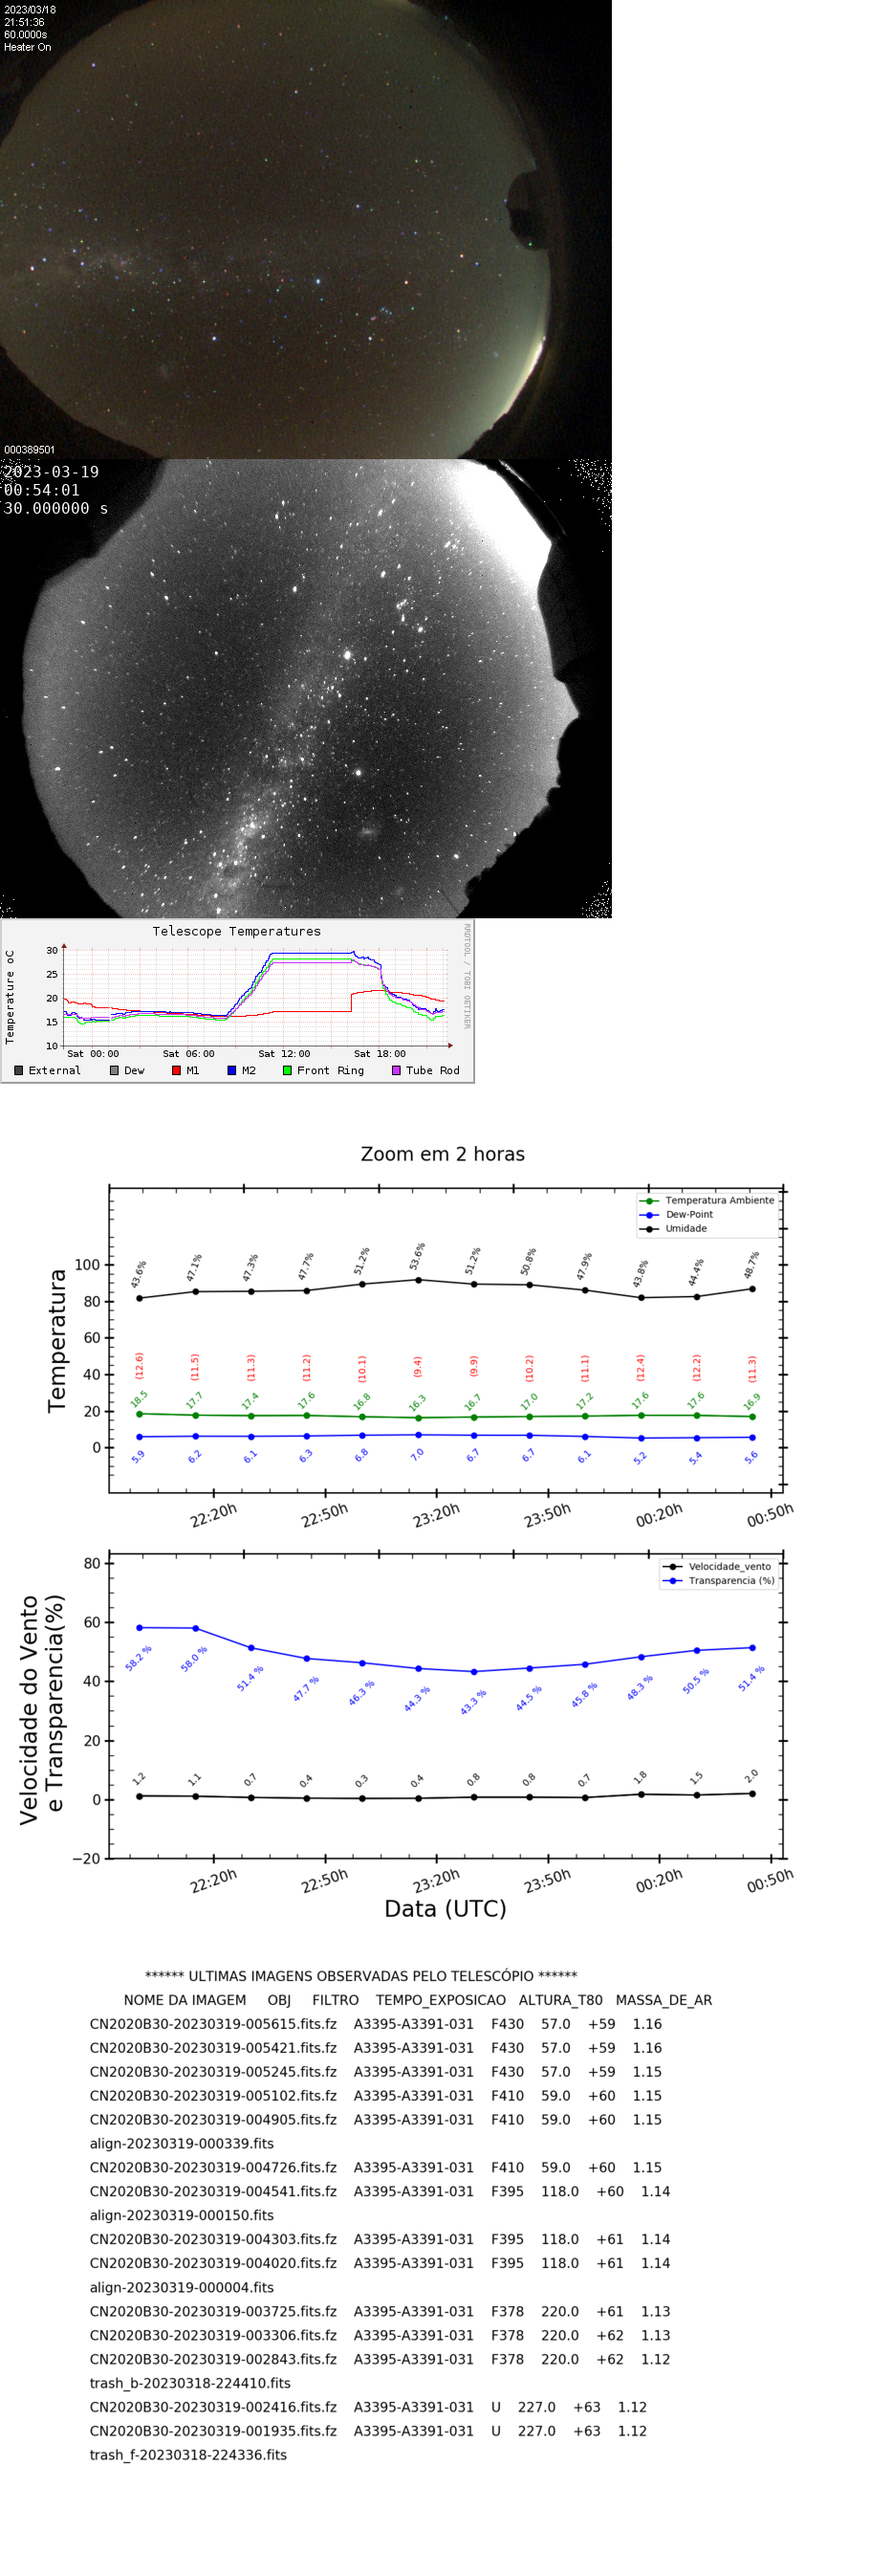 2023/03/18
21:51:36
60.0000s
Heater On
000389501
2023-03-19
00:54:01
30.000000 s
Telescope Temperatures
RRDTOOL / TOBI OETIKER
Temperature oC
30
25
20
15
10
Sat 00:00 Sat 06:00 Sat 12:00 Sat 18:00
External Dew M1 M2 Front Ring Tube Rod
Zoom em 2 horas
Temperatura Ambiente
Dew-Point
Umidade
Temperatura
100
80
60
40
20
0
43.6% 47.1% 47.3% 47.7% 51.2% 53.6% 51.2% 50.8% 47.9% 43.8% 44.4% 48.7%
(12.6) (11.5) (11.3) (11.2) (10.1) (9.4) (9.9) (10.2) (11.1) (12.4) (12.2) (11.3)
18.5 17.7 17.4 17.6 16.8 16.3 16.7 17.0 17.2 17.6 17.6 16.9
5.9 6.2 6.1 6.3 6.8 7.0 6.7 6.7 6.1 5.2 5.4 5.6
22:20h 22:50h 23:20h 23:50h 00:20h 00:50h
Velocidade_vento
Transparencia (%)
Velocidade do Vento
e Transparencia(%)
80
60
40
20
0
−20
58.2 % 58.0 % 51.4 % 47.7 % 46.3 % 44.3 % 43.3 % 44.5 % 45.8 % 48.3 % 50.5 % 51.4 %
1.2 1.1 0.7 0.4 0.3 0.4 0.8 0.8 0.7 1.8 1.5 2.0
22:20h 22:50h 23:20h 23:50h 00:20h 00:50h
Data (UTC)
****** ULTIMAS IMAGENS OBSERVADAS PELO TELESCÓPIO ******
NOME DA IMAGEM OBJ FILTRO TEMPO_EXPOSICAO ALTURA_T80 MASSA_DE_AR
CN2020B30-20230319-005615.fits.fz A3395-A3391-031 F430 57.0 +59 1.16
CN2020B30-20230319-005421.fits.fz A3395-A3391-031 F430 57.0 +59 1.16
CN2020B30-20230319-005245.fits.fz A3395-A3391-031 F430 57.0 +59 1.15
CN2020B30-20230319-005102.fits.fz A3395-A3391-031 F410 59.0 +60 1.15
CN2020B30-20230319-004905.fits.fz A3395-A3391-031 F410 59.0 +60 1.15
align-20230319-000339.fits
CN2020B30-20230319-004726.fits.fz A3395-A3391-031 F410 59.0 +60 1.15
CN2020B30-20230319-004541.fits.fz A3395-A3391-031 F395 118.0 +60 1.14
align-20230319-000150.fits
CN2020B30-20230319-004303.fits.fz A3395-A3391-031 F395 118.0 +61 1.14
CN2020B30-20230319-004020.fits.fz A3395-A3391-031 F395 118.0 +61 1.14
align-20230319-000004.fits
CN2020B30-20230319-003725.fits.fz A3395-A3391-031 F378 220.0 +61 1.13
CN2020B30-20230319-003306.fits.fz A3395-A3391-031 F378 220.0 +62 1.13
CN2020B30-20230319-002843.fits.fz A3395-A3391-031 F378 220.0 +62 1.12
trash_b-20230318-224410.fits
CN2020B30-20230319-002416.fits.fz A3395-A3391-031 U 227.0 +63 1.12
CN2020B30-20230319-001935.fits.fz A3395-A3391-031 U 227.0 +63 1.12
trash_f-20230318-224336.fits